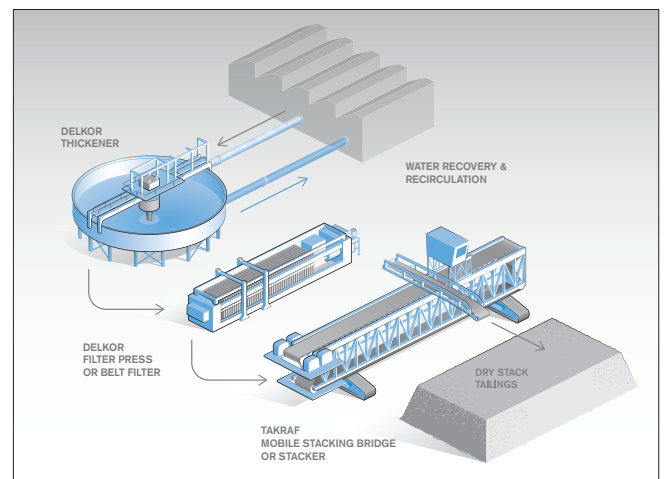 DELKOR
THICKENER
WATER RECOVERY &
RECIRCULATION
DELKOR
FILTER PRESS
OR BELT FILTER
DRY STACK
TAILINGS
TAKRAF
MOBILE STACKING BRIDGE
OR STACKER